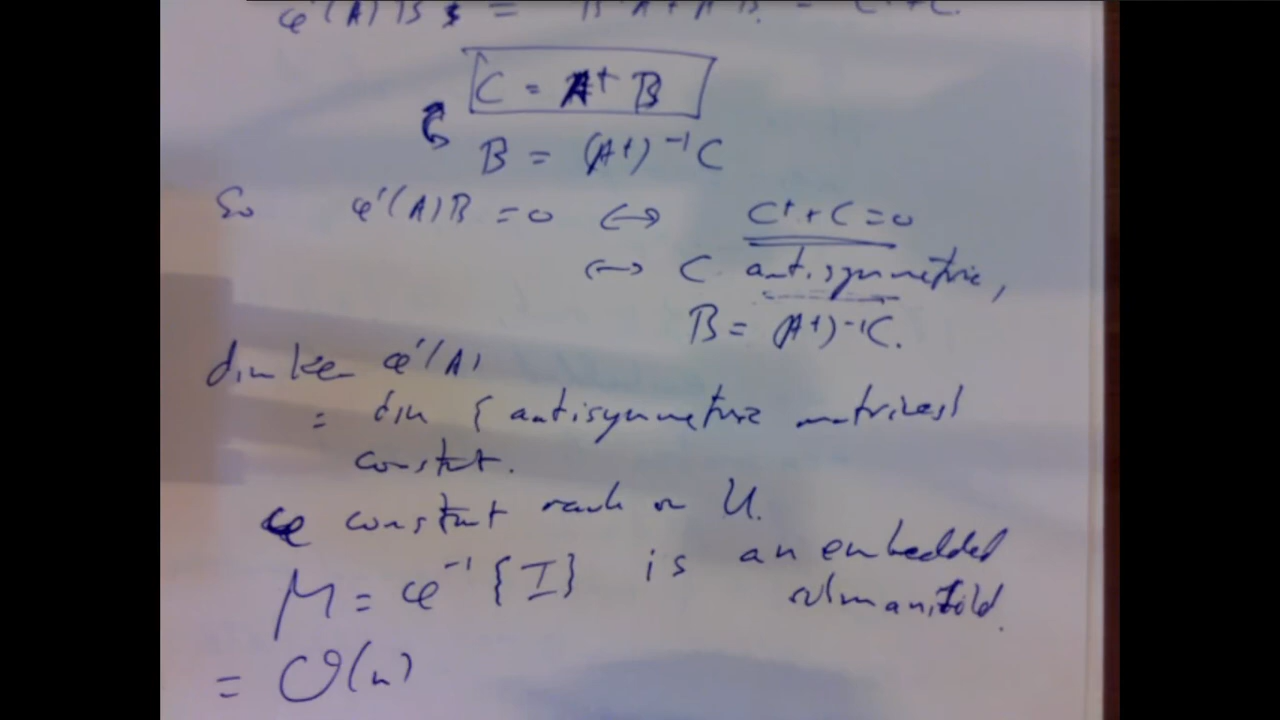 φ'(A)B = B^t A + A^t B = C^t + C.
C = A^t B
B = (A^t)^{-1} C
So φ'(A)B = 0 ↔ C^t + C = 0
↔ C antisymmetric,
B = (A^t)^{-1} C.
dim ker φ'(A)
= dim { antisymmetric matrices }
constant.
φ constant rank on U.
M = φ^{-1} {I} is an embedded
submanifold.
= O(n)